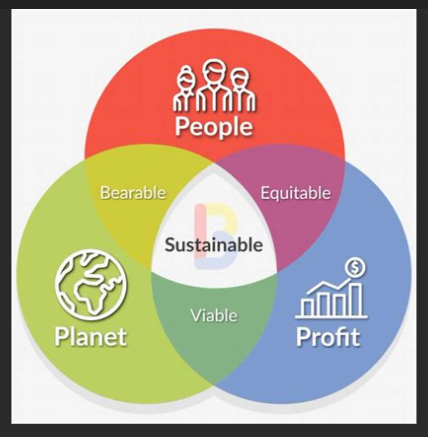 People
Bearable
Equitable
Sustainable
Viable
Planet
$
Profit